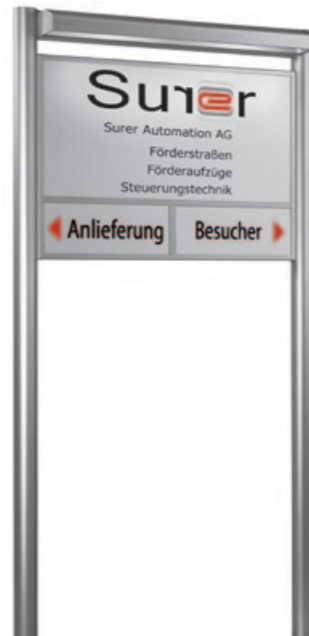 Surer
Surer Automation AG
Förderstraßen
Förderaufzüge
Steuerungstechnik
Anlieferung Besucher